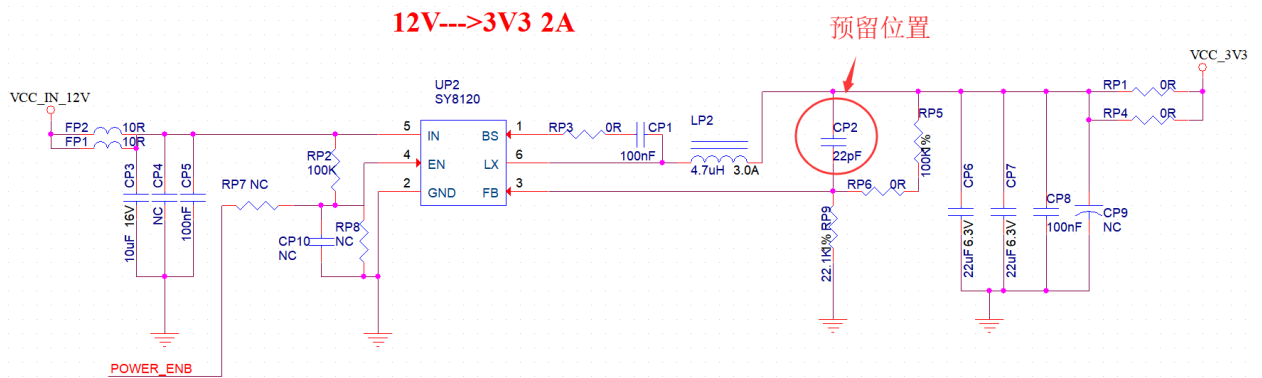 12V--->3V3 2A
预留位置
VCC_3V3
VCC_IN_12V
UP2
SY8120
FP2 10R
FP1 10R
5 IN BS 1
4 EN LX 6
2 GND FB 3
RP3 0R
CP1
100nF
LP2
4.7uH 3.0A
CP2
22pF
RP5
100K1%
RP6 0R
RP9
22.1K1%
RP1 0R
RP4 0R
CP6
22uF 6.3V
CP7
22uF 6.3V
CP8
100nF
CP9
NC
CP3
10uF 16V
CP4
NC
CP5
100nF
RP2
100K
RP7 NC
CP10
NC
RP8
NC
POWER_ENB